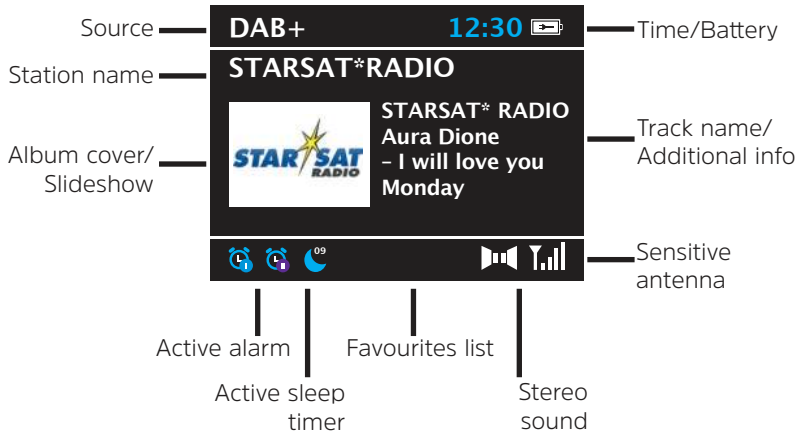 Source
DAB+
12:30
Time/Battery
Station name
STARSAT*RADIO
Album cover/
Slideshow
STAR SAT
RADIO
STARSAT* RADIO
Aura Dione
– I will love you
Monday
Track name/
Additional info
I
II
09
Sensitive
antenna
Active alarm
Favourites list
Active sleep
timer
Stereo
sound